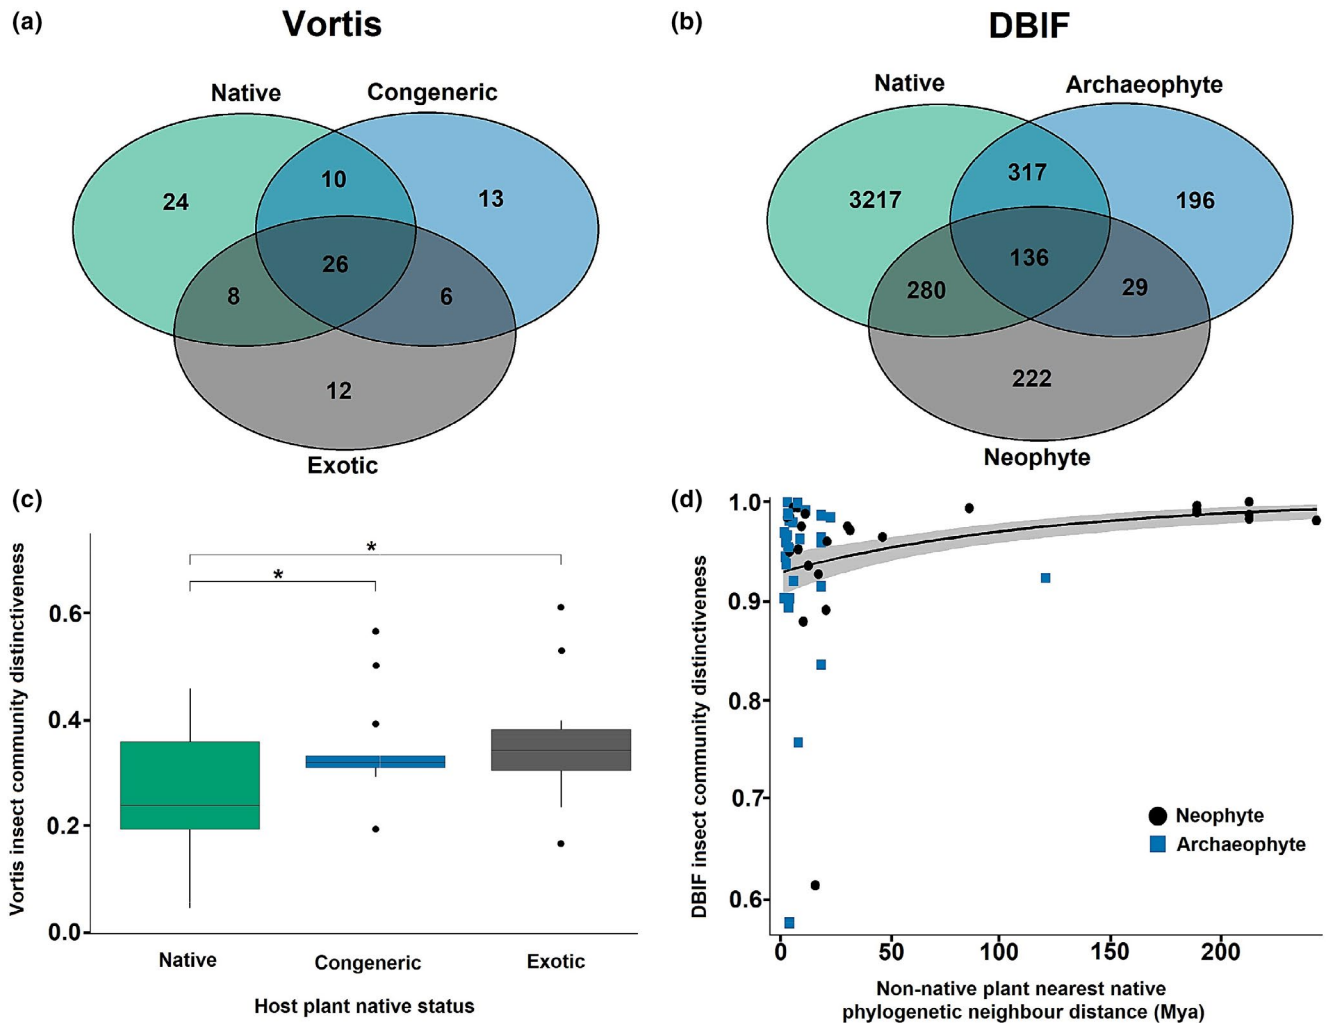 (a)
Vortis
(b)
DBIF
Native
Congeneric
24
10
13
26
8
6
12
Exotic
Native
Archaeophyte
3217
317
196
136
280
29
222
Neophyte
(c)
*
*
0.6
0.4
0.2
0.0
Vortis insect community distinctiveness
Native
Congeneric
Exotic
Host plant native status
(d)
1.0
0.9
0.8
0.7
0.6
DBIF insect community distinctiveness
Neophyte
Archaeophyte
0
50
100
150
200
Non-native plant nearest native
phylogenetic neighbour distance (Mya)